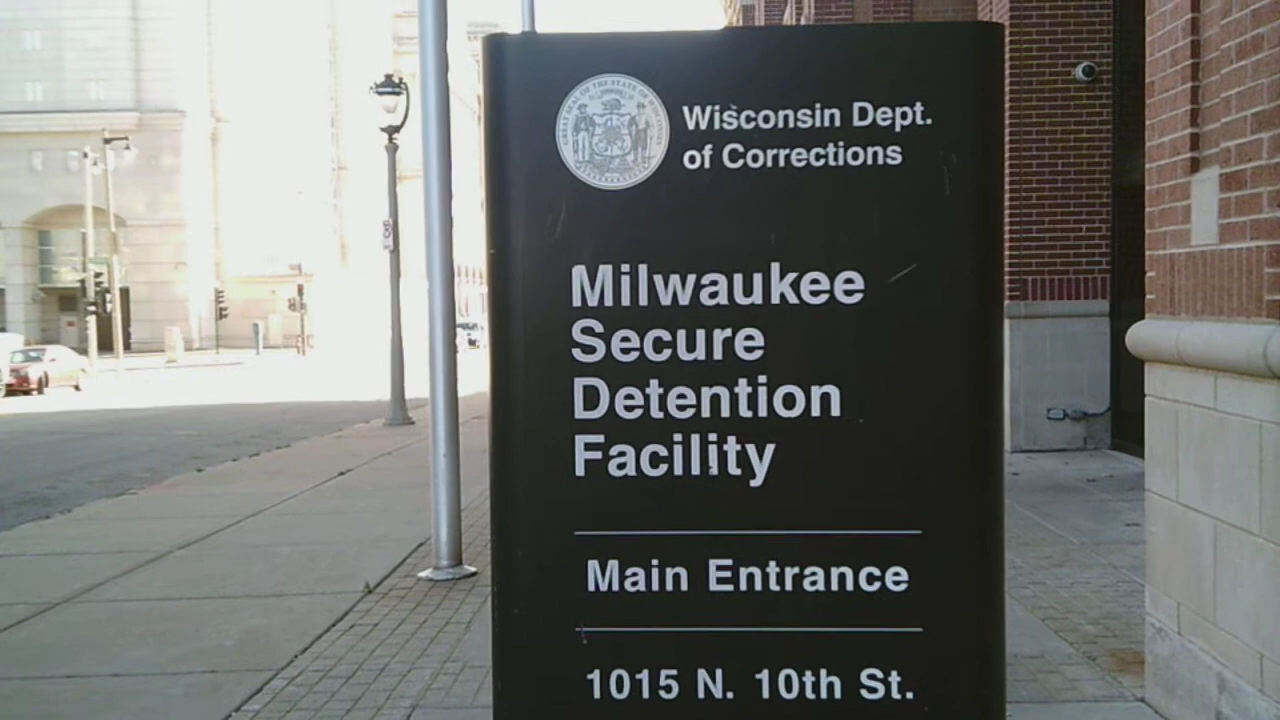 Wisconsin Dept.
of Corrections
Milwaukee
Secure
Detention
Facility
Main Entrance
1015 N. 10th St.